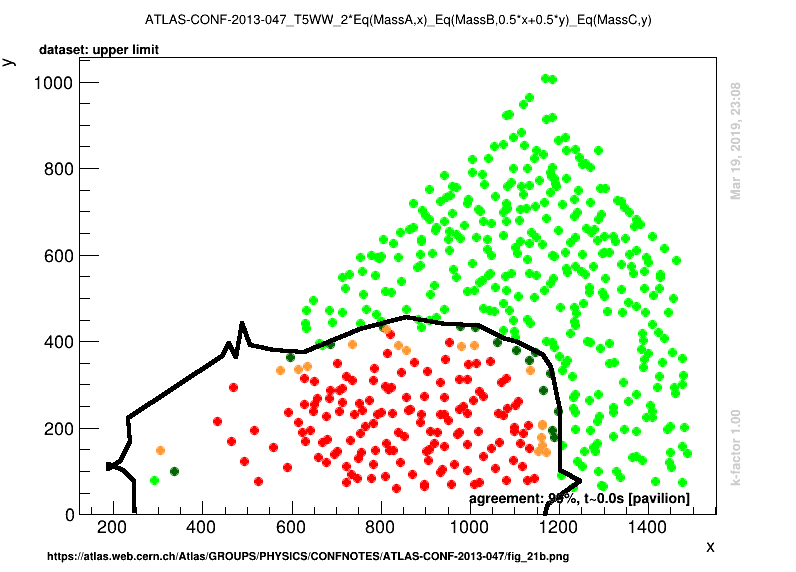 ATLAS-CONF-2013-047_T5WW_2*Eq(MassA,x)_Eq(MassB,0.5*x+0.5*y)_Eq(MassC,y)
dataset: upper limit
y
1000
800
600
400
200
0
200 400 600 800 1000 1200 1400
x
agreement: 99%, t~0.0s [pavilion]
Mar 19, 2019, 23:08
k-factor 1.00
https://atlas.web.cern.ch/Atlas/GROUPS/PHYSICS/CONFNOTES/ATLAS-CONF-2013-047/fig_21b.png